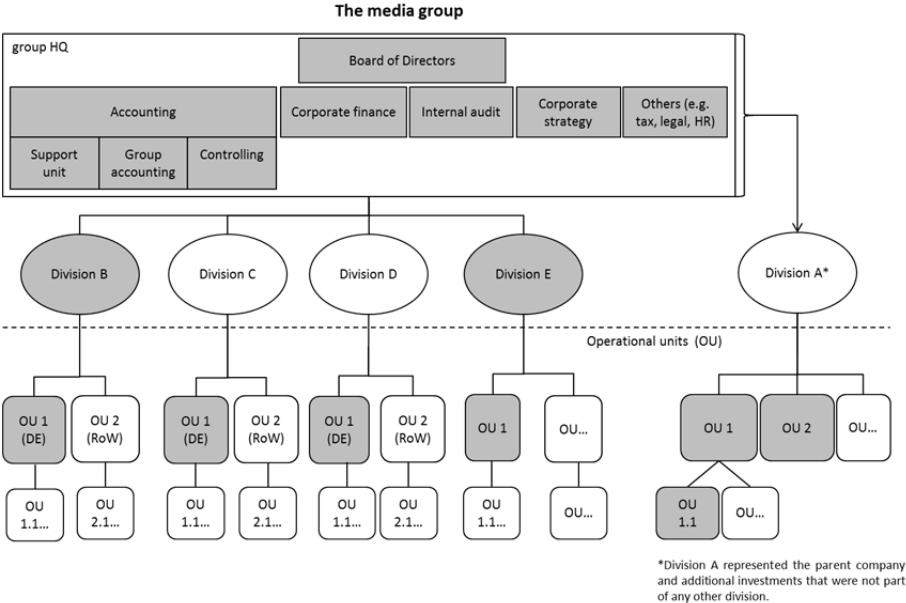 The media group
group HQ
Board of Directors
Accounting
Corporate finance
Internal audit
Corporate
strategy
Others (e.g.
tax, legal, HR)
Support
unit
Group
accounting
Controlling
Division B
Division C
Division D
Division E
Division A*
Operational units (OU)
OU 1
(DE)
OU 2
(RoW)
OU 1
(DE)
OU 2
(RoW)
OU 1
(DE)
OU 2
(RoW)
OU 1
OU...
OU 1
OU 2
OU...
OU
1.1...
OU
2.1...
OU
1.1...
OU
2.1...
OU
1.1...
OU
2.1...
OU
1.1...
OU...
OU
1.1
OU...
*Division A represented the parent company
and additional investments that were not part
of any other division.